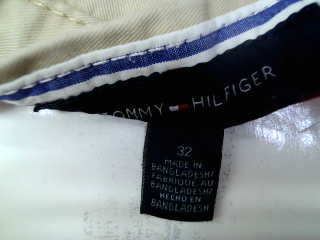 TOMMY HILFIGER
32
MADE IN
BANGLADESH/
FABRIQUE AU
BANGLADESH/
HECHO EN
BANGLADESH